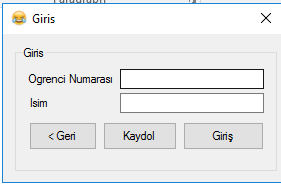 Giris
Giris
Ogrenci Numarası
Isim
< Geri
Kaydol
Giriş